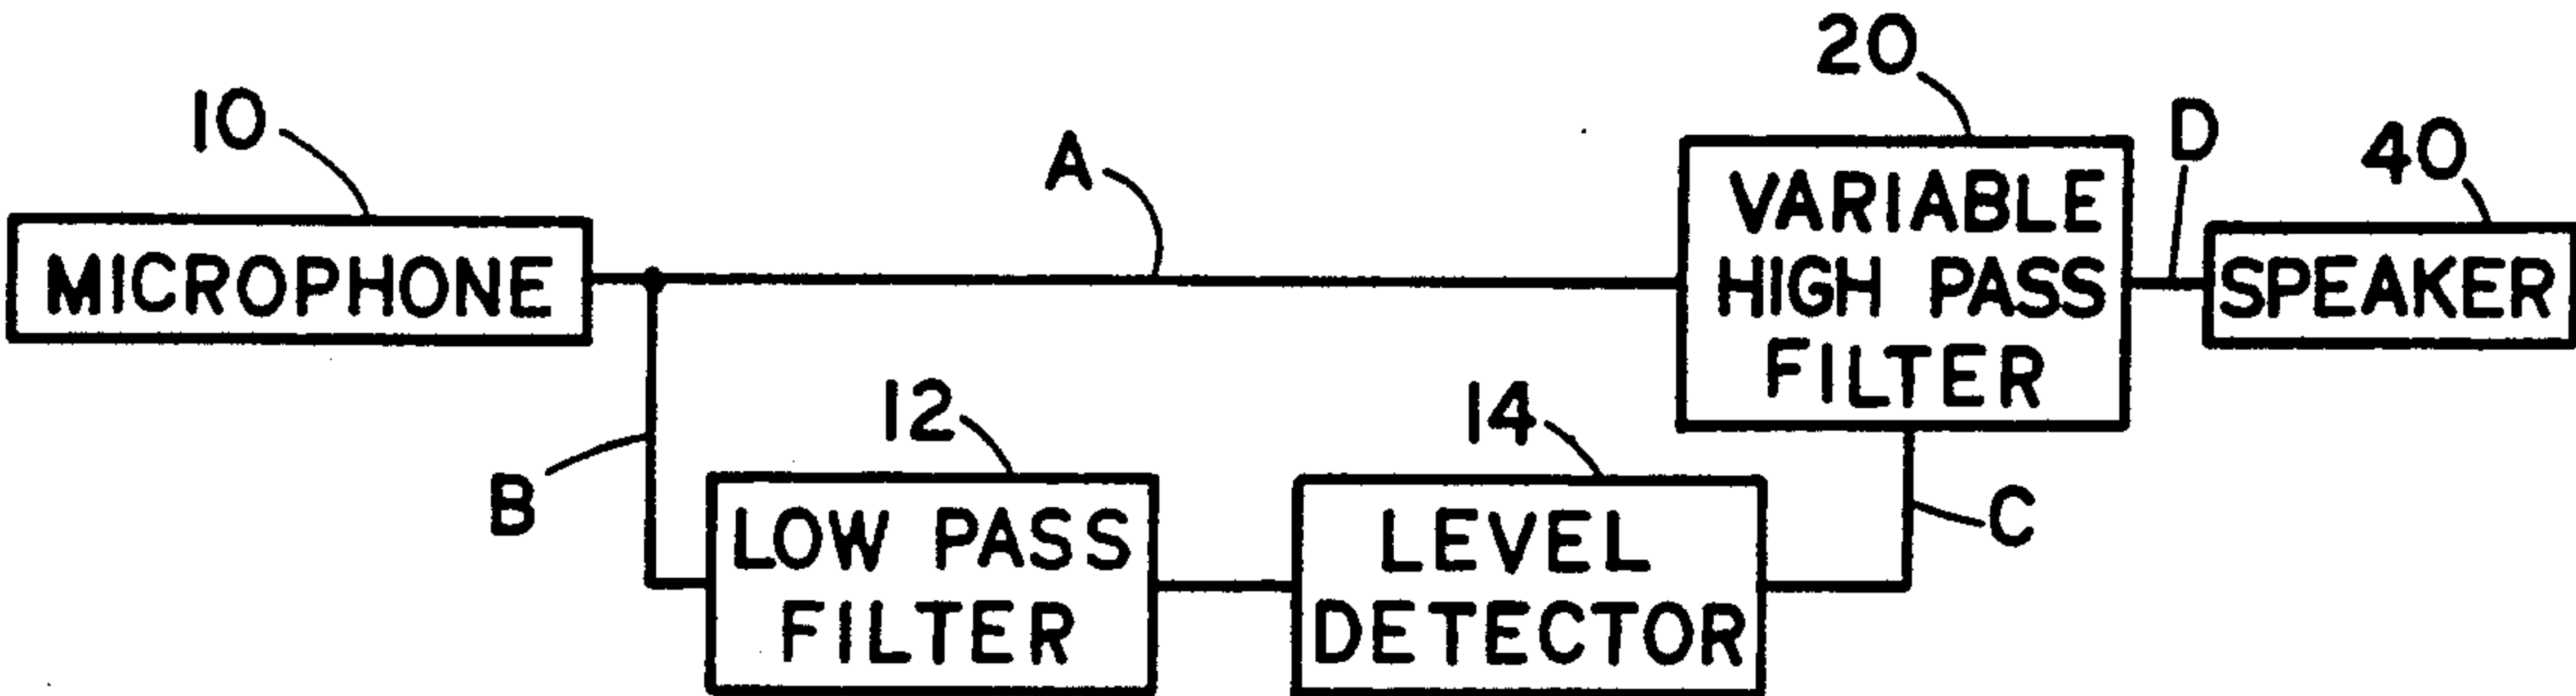 20
10
A
D
40
MICROPHONE
VARIABLE
HIGH PASS
FILTER
SPEAKER
12
14
B
LOW PASS
FILTER
LEVEL
DETECTOR
C